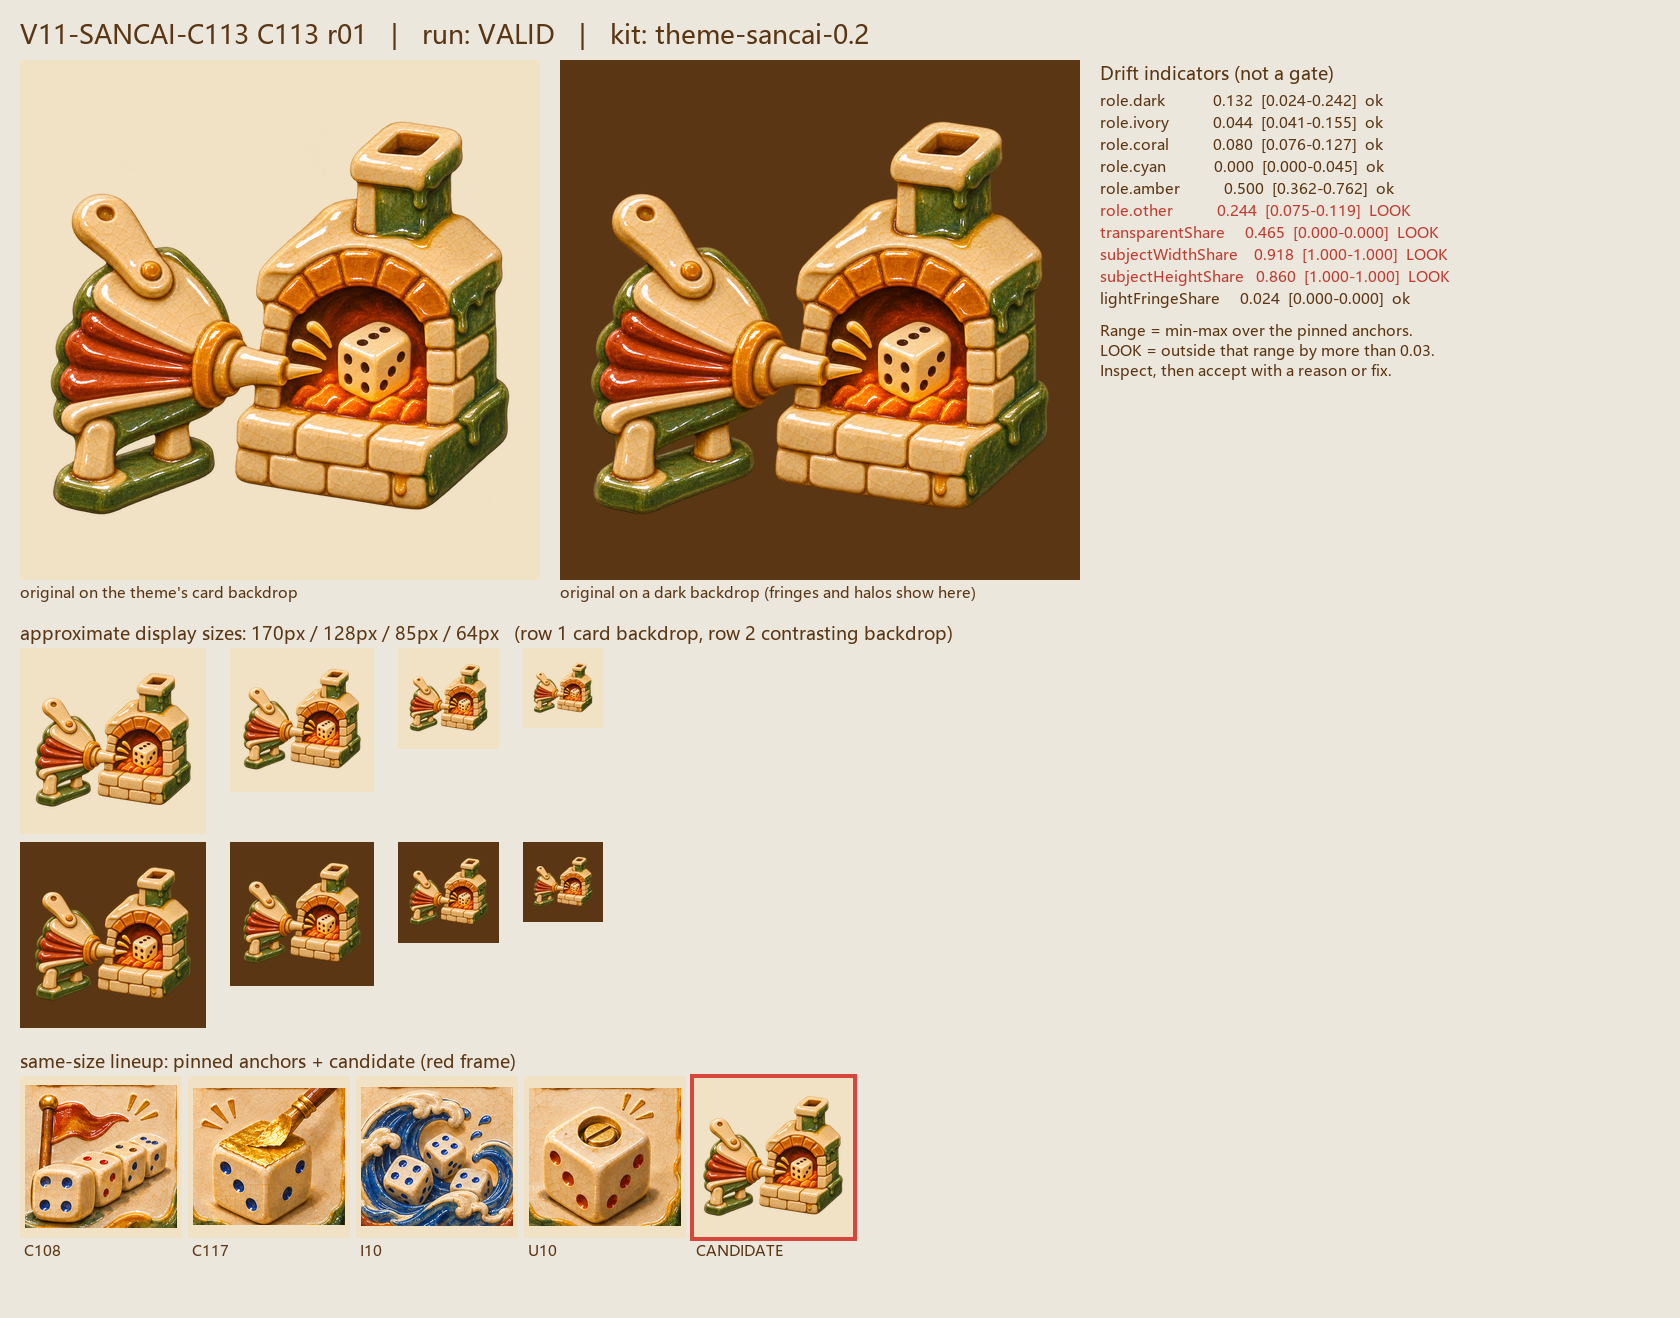 V11-SANCAI-C113 C113 r01   |   run: VALID   |   kit: theme-sancai-0.2
Drift indicators (not a gate)
role.dark 0.132 [0.024-0.242] ok
role.ivory 0.044 [0.041-0.155] ok
role.coral 0.080 [0.076-0.127] ok
role.cyan 0.000 [0.000-0.045] ok
role.amber 0.500 [0.362-0.762] ok
role.other 0.244 [0.075-0.119] LOOK
transparentShare 0.465 [0.000-0.000] LOOK
subjectWidthShare 0.918 [1.000-1.000] LOOK
subjectHeightShare 0.860 [1.000-1.000] LOOK
lightFringeShare 0.024 [0.000-0.000] ok
Range = min-max over the pinned anchors.
LOOK = outside that range by more than 0.03.
Inspect, then accept with a reason or fix.
original on the theme's card backdrop
original on a dark backdrop (fringes and halos show here)
approximate display sizes: 170px / 128px / 85px / 64px   (row 1 card backdrop, row 2 contrasting backdrop)
same-size lineup: pinned anchors + candidate (red frame)
C108
C117
I10
U10
CANDIDATE